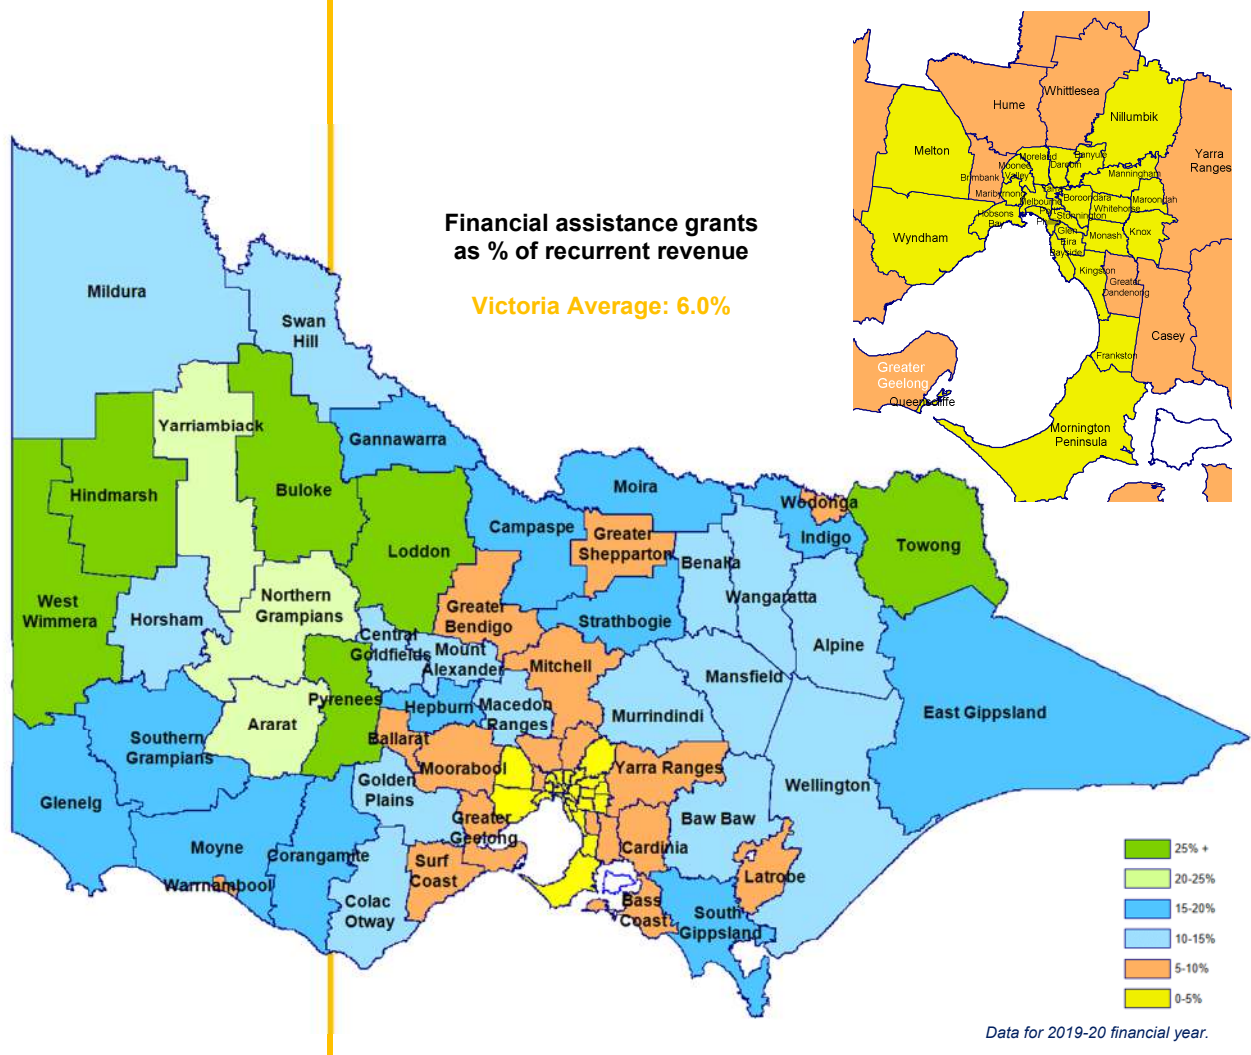 Financial assistance grants
as % of recurrent revenue
Victoria Average: 6.0%
Hume
Whittlesea
Nillumbik
Melton
Yarra
Ranges
Moreland
Banyule
Darebin
Moonee
Valley
Brimbank
Manningham
Maribyrnong
Melbourne
Yarra
Boroondara
Maroondah
Whitehorse
Hobsons
Bay
Port
Phillip
Stonnington
Wyndham
Glen
Eira
Monash
Knox
Bayside
Kingston
Greater
Dandenong
Casey
Frankston
Greater
Geelong
Queenscliffe
Mornington
Peninsula
Mildura
Swan
Hill
Yarriambiack
Gannawarra
Hindmarsh
Buloke
Moira
Wodonga
Campaspe
Greater
Shepparton
Indigo
Towong
Loddon
Benalla
West
Wimmera
Horsham
Northern
Grampians
Greater
Bendigo
Strathbogie
Wangaratta
Central
Goldfields
Mount
Alexander
Mitchell
Alpine
Mansfield
Pyrenees
Hepburn
Macedon
Ranges
Murrindindi
East Gippsland
Ararat
Southern
Grampians
Ballarat
Moorabool
Yarra Ranges
Golden
Plains
Wellington
Glenelg
Greater
Geelong
Baw Baw
Moyne
Corangamite
Cardinia
Surf
Coast
Warrnambool
Latrobe
Colac
Otway
Bass
Coast
South
Gippsland
25% +
20-25%
15-20%
10-15%
5-10%
0-5%
Data for 2019-20 financial year.